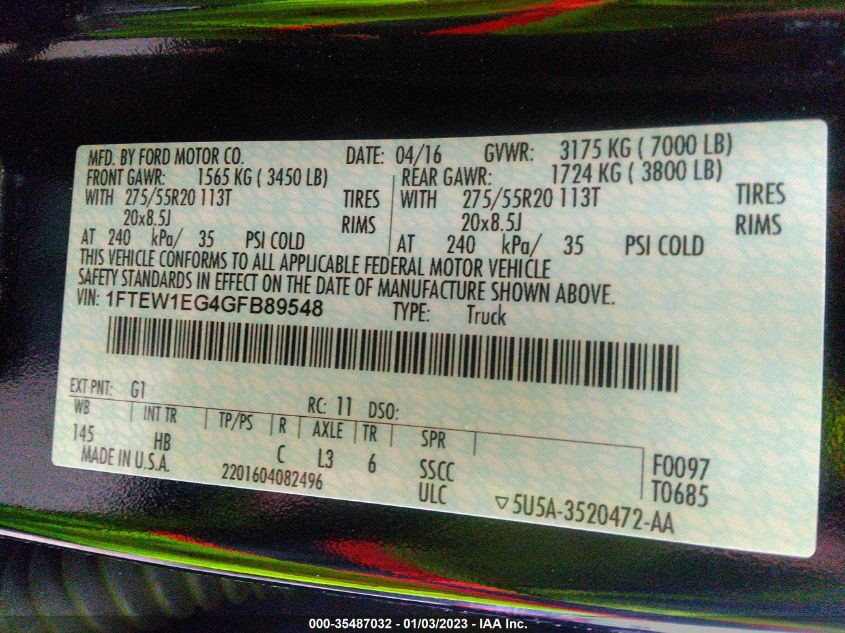 MFD. BY FORD MOTOR CO. DATE: 04/16 GVWR: 3175 KG ( 7000 LB)
FRONT GAWR: 1565 KG ( 3450 LB) REAR GAWR: 1724 KG ( 3800 LB)
WITH 275/55R20 113T TIRES WITH 275/55R20 113T TIRES
20x8.5J RIMS 20x8.5J RIMS
AT 240 kPa/ 35 PSI COLD AT 240 kPa/ 35 PSI COLD
THIS VEHICLE CONFORMS TO ALL APPLICABLE FEDERAL MOTOR VEHICLE
SAFETY STANDARDS IN EFFECT ON THE DATE OF MANUFACTURE SHOWN ABOVE.
VIN: 1FTEW1EG4GFB89548 TYPE: Truck
EXT PNT: G1 RC: 11 DSO:
WB INT TR TP/PS R AXLE TR SPR
145 HB C L3 6 SSCC F0097
MADE IN U.S.A. 2201604082496 ULC T0685
▽5U5A-3520472-AA
000-35487032 - 01/03/2023 - IAA Inc.